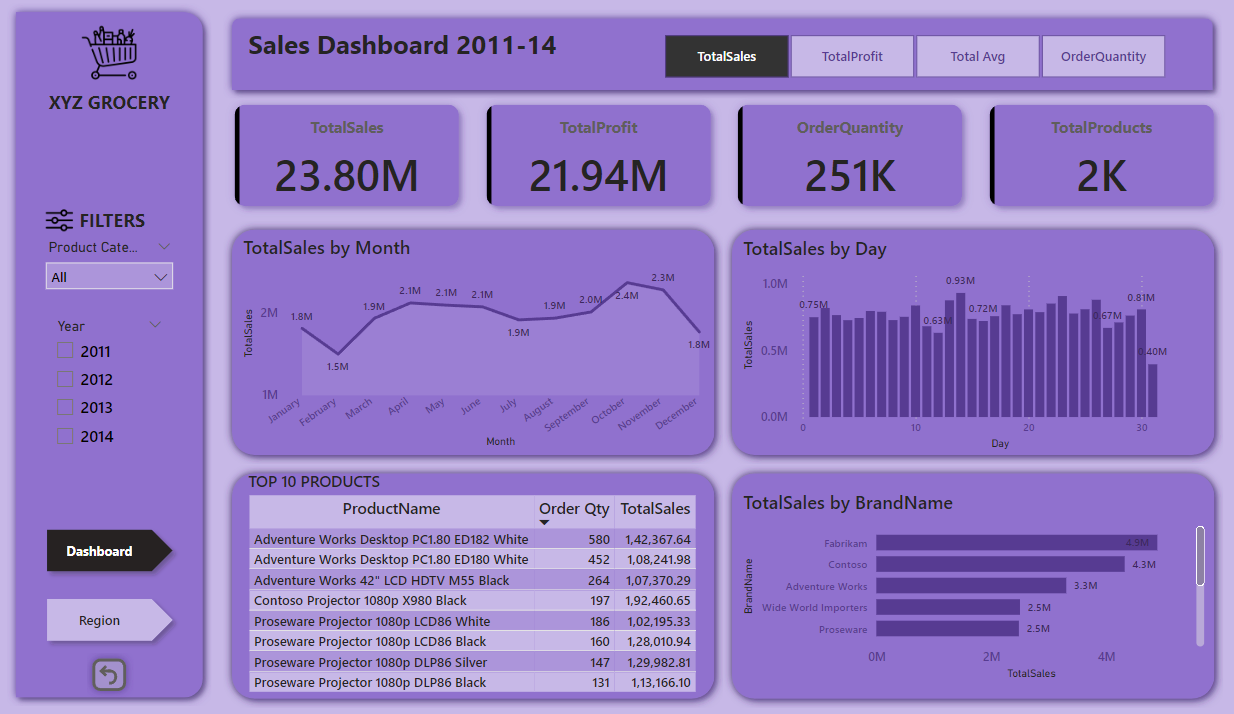 XYZ GROCERY
FILTERS
Product Cate...
All
Year
2011
2012
2013
2014
Dashboard
Region
Sales Dashboard 2011-14
TotalSales
TotalProfit
Total Avg
OrderQuantity
TotalSales
23.80M
TotalProfit
21.94M
OrderQuantity
251K
TotalProducts
2K
TotalSales by Month
TotalSales
2M
1M
1.8M
1.5M
1.9M
2.1M
2.1M
2.1M
1.9M
1.9M
2.0M
2.4M
2.3M
1.8M
January
February
March
April
May
June
July
August
September
October
November
December
Month
TotalSales by Day
TotalSales
1.0M
0.5M
0.0M
0.75M
0.63M
0.93M
0.72M
0.67M
0.81M
0.40M
0
10
20
30
Day
TOP 10 PRODUCTS
ProductName Order Qty TotalSales
Adventure Works Desktop PC1.80 ED182 White 580 1,42,367.64
Adventure Works Desktop PC1.80 ED180 White 452 1,08,241.98
Adventure Works 42" LCD HDTV M55 Black 264 1,07,370.29
Contoso Projector 1080p X980 Black 197 1,92,460.65
Proseware Projector 1080p LCD86 White 186 1,02,195.33
Proseware Projector 1080p LCD86 Black 160 1,28,010.94
Proseware Projector 1080p DLP86 Silver 147 1,29,982.81
Proseware Projector 1080p DLP86 Black 131 1,13,166.10
TotalSales by BrandName
BrandName
Fabrikam 4.9M
Contoso 4.3M
Adventure Works 3.3M
Wide World Importers 2.5M
Proseware 2.5M
0M
2M
4M
TotalSales